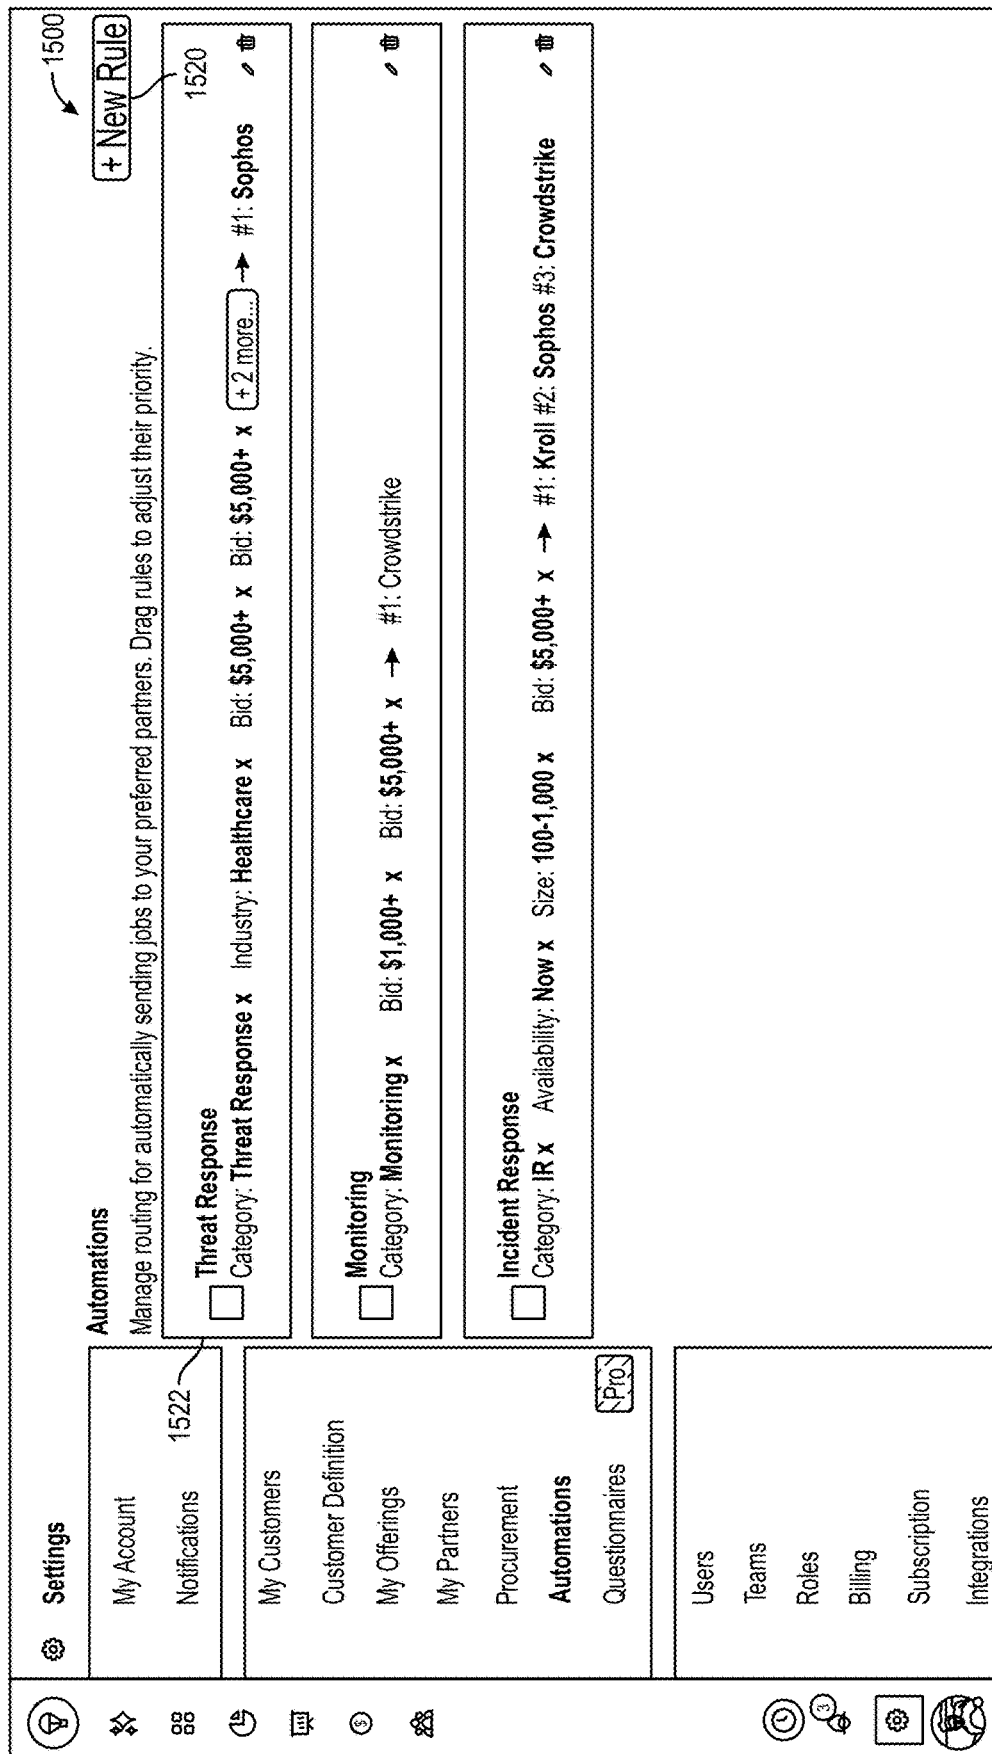 1500
Settings
My Account
Notifications
My Customers
Customer Definition
My Offerings
My Partners
Procurement
Automations
Questionnaires
Pro
Users
Teams
Roles
Billing
Subscription
Integrations
3
Automations
+ New Rule
1520
Manage routing for automatically sending jobs to your preferred partners. Drag rules to adjust their priority.
1522
Threat Response
Category: Threat Response x Industry: Healthcare x Bid: $5,000+ x Bid: $5,000+ x + 2 more... → #1: Sophos
Monitoring
Category: Monitoring x Bid: $1,000+ x Bid: $5,000+ x → #1: Crowdstrike
Incident Response
Category: IR x Availability: Now x Size: 100-1,000 x Bid: $5,000+ x → #1: Kroll #2: Sophos #3: Crowdstrike